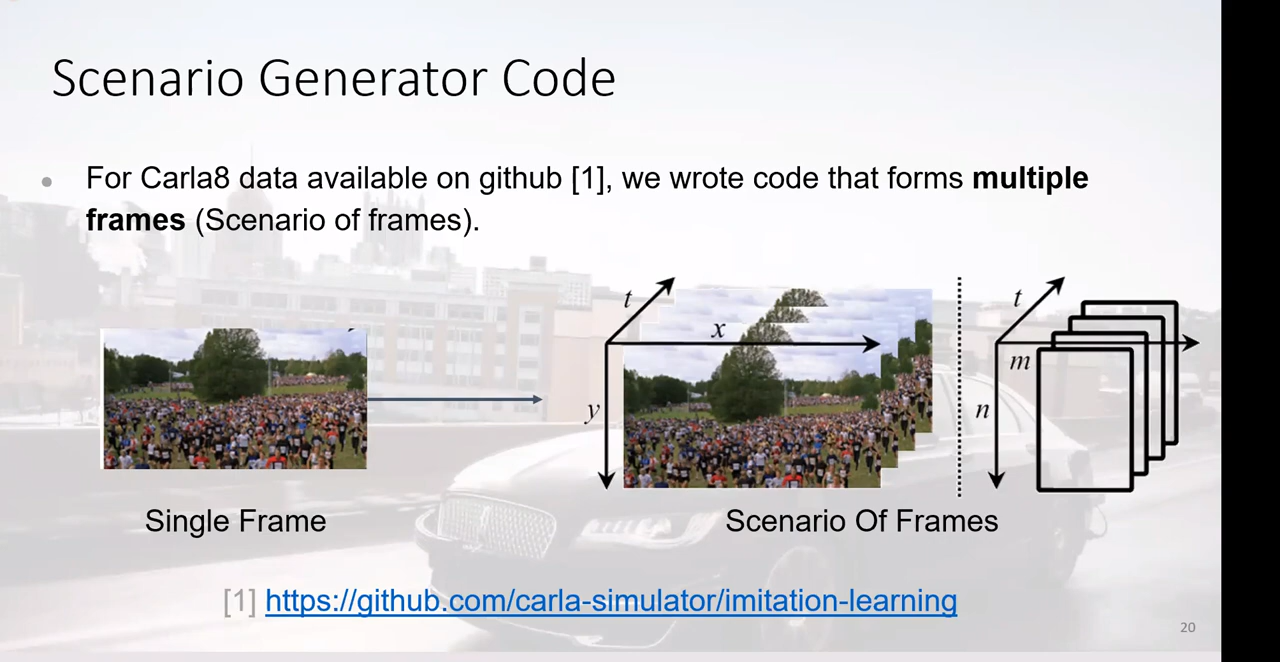 Scenario Generator Code
For Carla8 data available on github [1], we wrote code that forms multiple
frames (Scenario of frames).
t
x
y
t
m
n
Single Frame
Scenario Of Frames
[1] https://github.com/carla-simulator/imitation-learning
20